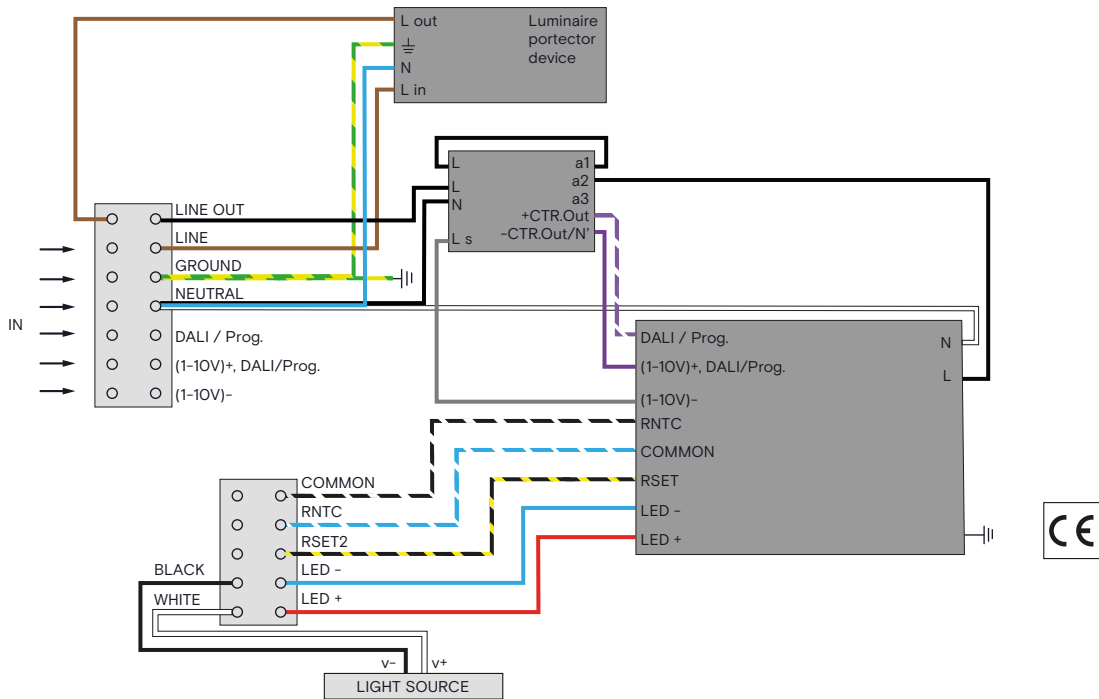 L out
Luminaire
portector
device
N
L in
L
a1
a2
L
a3
N
+CTR.Out
-CTR.Out/N'
L s
LINE OUT
LINE
GROUND
NEUTRAL
IN
DALI / Prog.
(1-10V)+, DALI/Prog.
(1-10V)-
DALI / Prog.
N
(1-10V)+, DALI/Prog.
L
(1-10V)-
RNTC
COMMON
RSET
LED -
LED +
CE
COMMON
RNTC
RSET2
BLACK
LED -
WHITE
LED +
v-
v+
LIGHT SOURCE